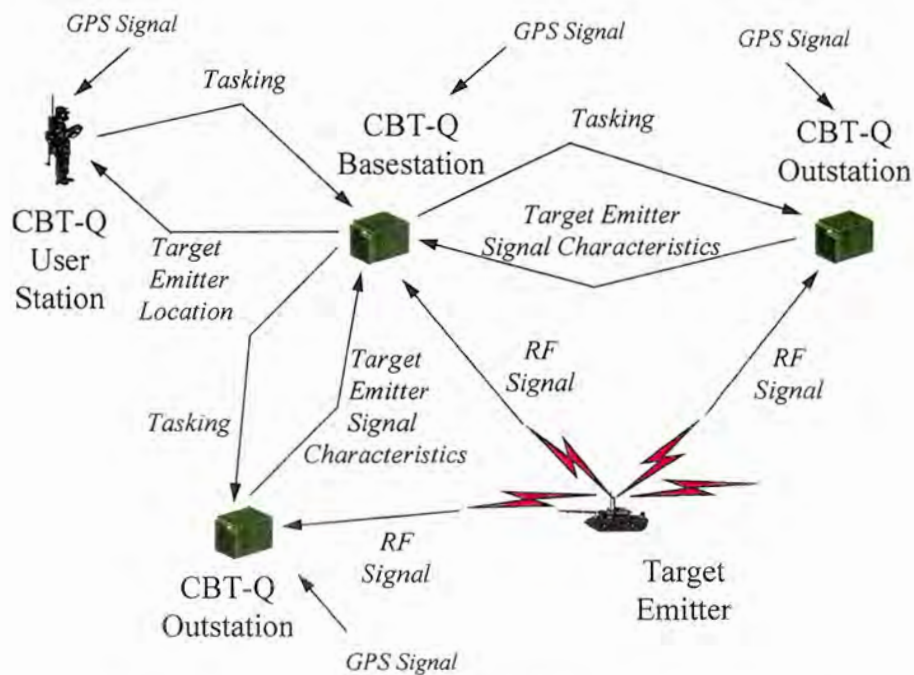 GPS Signal
GPS Signal
GPS Signal
Tasking
CBT-Q
Basestation
Tasking
CBT-Q
Outstation
CBT-Q
User
Station
Target
Emitter
Location
Target Emitter
Signal Characteristics
RF
Signal
RF
Signal
Tasking
Target
Emitter
Signal
Characteristics
RF
Signal
CBT-Q
Outstation
Target
Emitter
GPS Signal